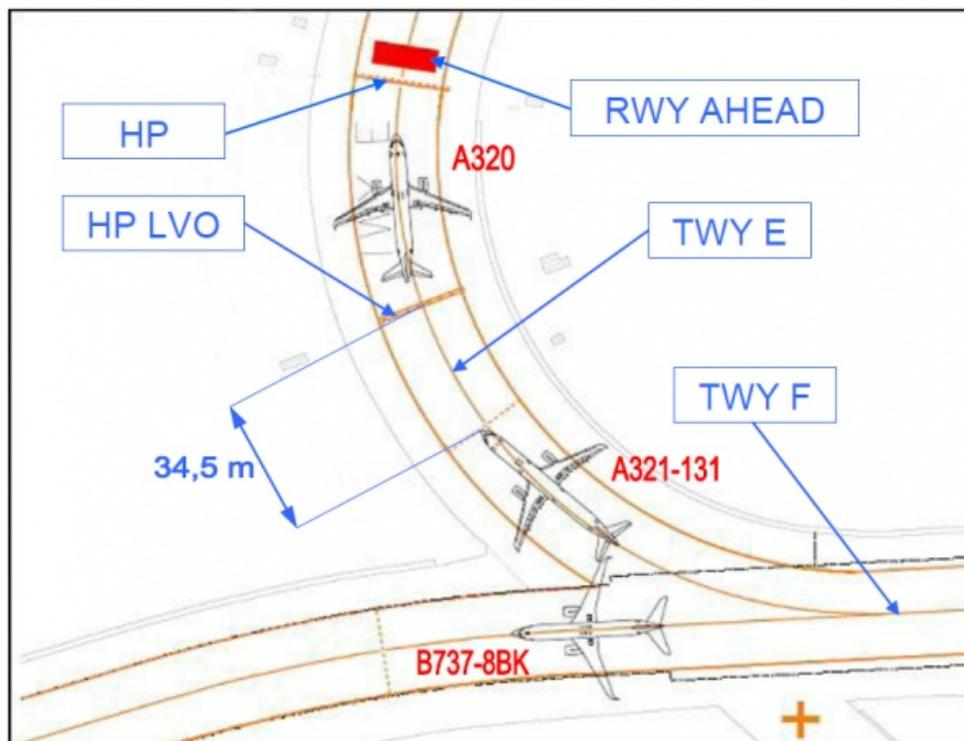 RWY AHEAD
HP
A320
HP LVO
TWY E
TWY F
34,5 m
A321-131
B737-8BK